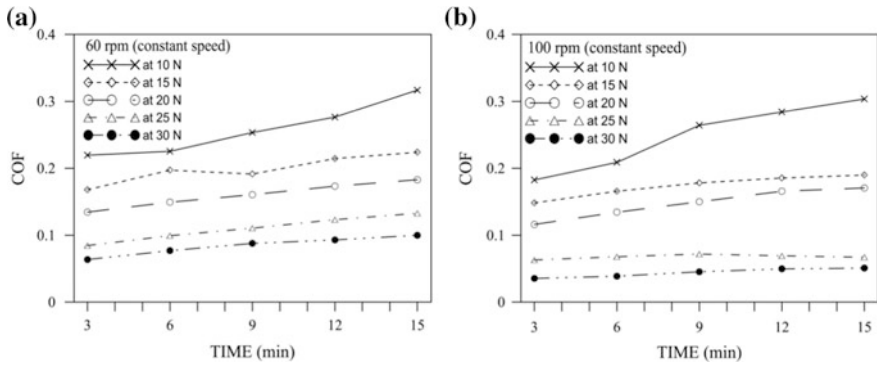 (a)
60 rpm (constant speed)
at 10 N
at 15 N
at 20 N
at 25 N
at 30 N
0.4
0.3
0.2
0.1
0
COF
3 6 9 12 15
TIME (min)
(b)
100 rpm (constant speed)
at 10 N
at 15 N
at 20 N
at 25 N
at 30 N
0.4
0.3
0.2
0.1
0
COF
3 6 9 12 15
TIME (min)